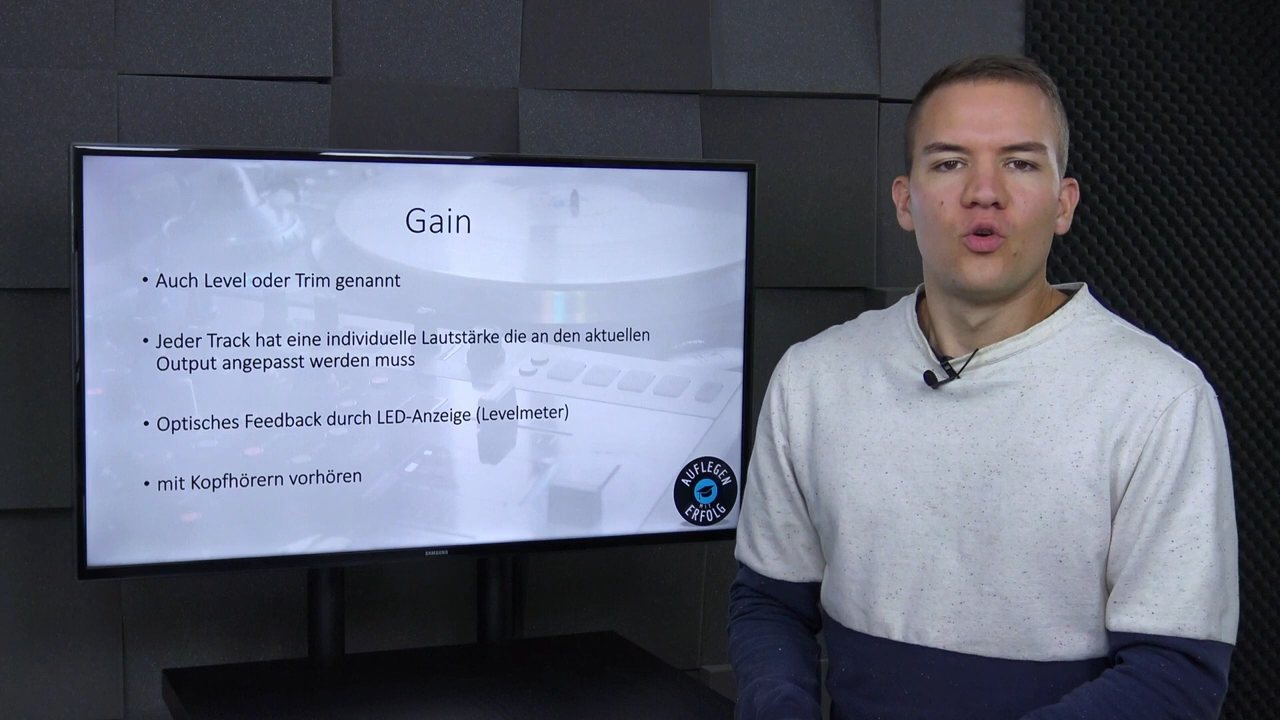 Gain
• Auch Level oder Trim genannt
• Jeder Track hat eine individuelle Lautstärke die an den aktuellen
Output angepasst werden muss
• Optisches Feedback durch LED-Anzeige (Levelmeter)
• mit Kopfhörern vorhören
AUFLEGEN
MIT
ERFOLG
SAMSUNG